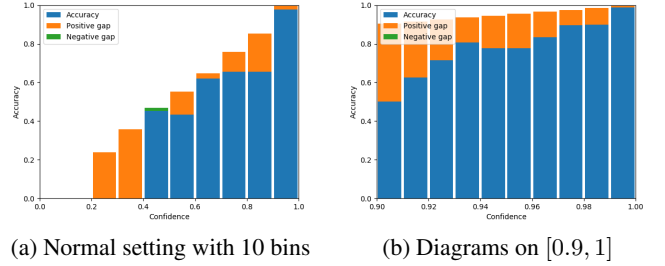 1.0
0.8
0.6
0.4
0.2
0.0
Accuracy
Accuracy
Positive gap
Negative gap
0.0 0.2 0.4 0.6 0.8 1.0
Confidence
(a) Normal setting with 10 bins
1.0
0.8
0.6
0.4
0.2
0.0
Accuracy
Accuracy
Positive gap
Negative gap
0.90 0.92 0.94 0.96 0.98 1.00
Confidence
(b) Diagrams on [0.9, 1]